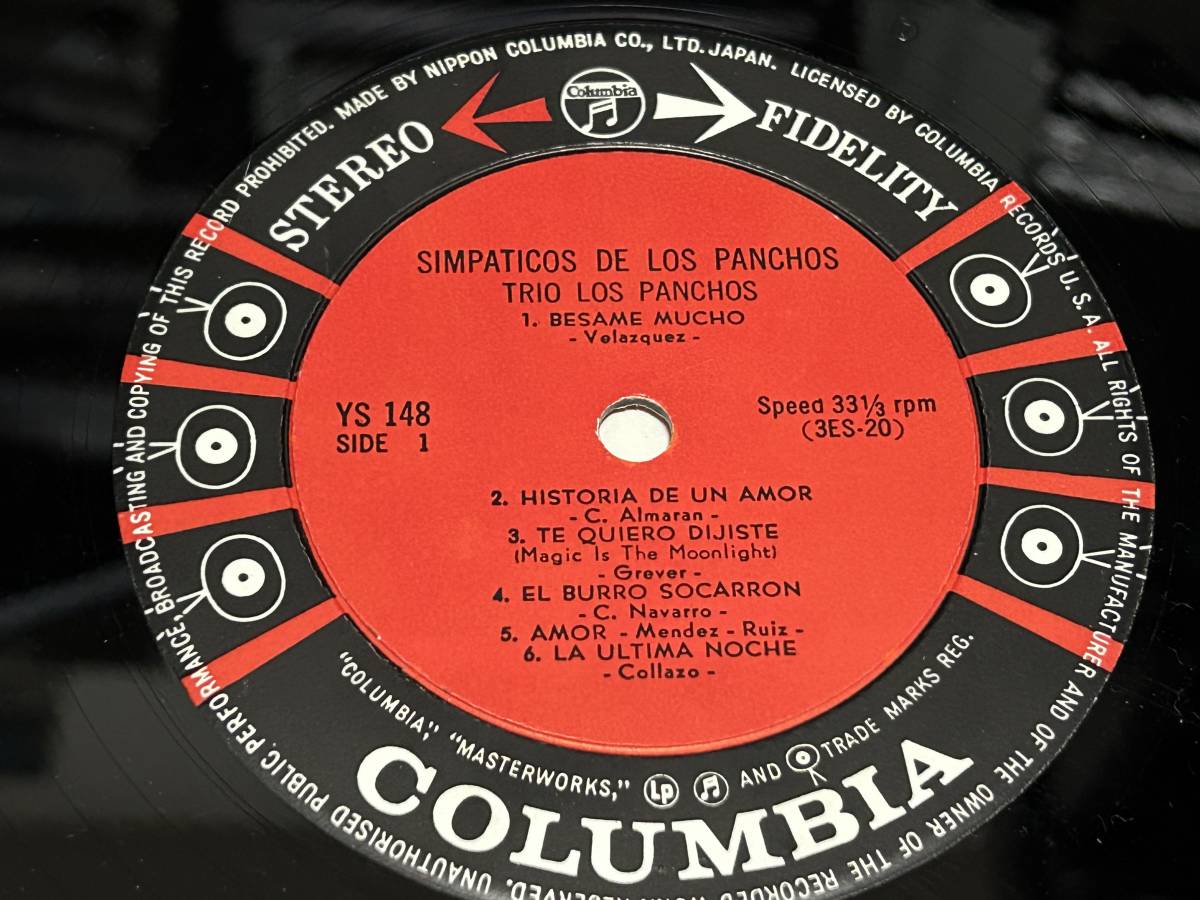 MADE BY NIPPON COLUMBIA CO., LTD. JAPAN. LICENSED BY COLUMBIA RECORDS U.S.A. ALL RIGHTS OF THE MANUFACTURER AND OF THE OWNER OF THE RECORDED WORK RESERVED. UNAUTHORISED PUBLIC PERFORMANCE, BROADCASTING AND COPYING OF THIS RECORD PROHIBITED.
STEREO
Columbia
FIDELITY
SIMPATICOS DE LOS PANCHOS
TRIO LOS PANCHOS
1. BESAME MUCHO
- Velazquez -
YS 148
SIDE 1
Speed 33⅓ rpm
(3ES-20)
2. HISTORIA DE UN AMOR
- C. Almaran -
3. TE QUIERO DIJISTE
(Magic Is The Moonlight)
- Grever -
4. EL BURRO SOCARRON
- C. Navarro -
5. AMOR - Mendez - Ruiz -
6. LA ULTIMA NOCHE
- Collazo -
"COLUMBIA", "MASTERWORKS," Lp AND TRADE MARKS REG.
COLUMBIA